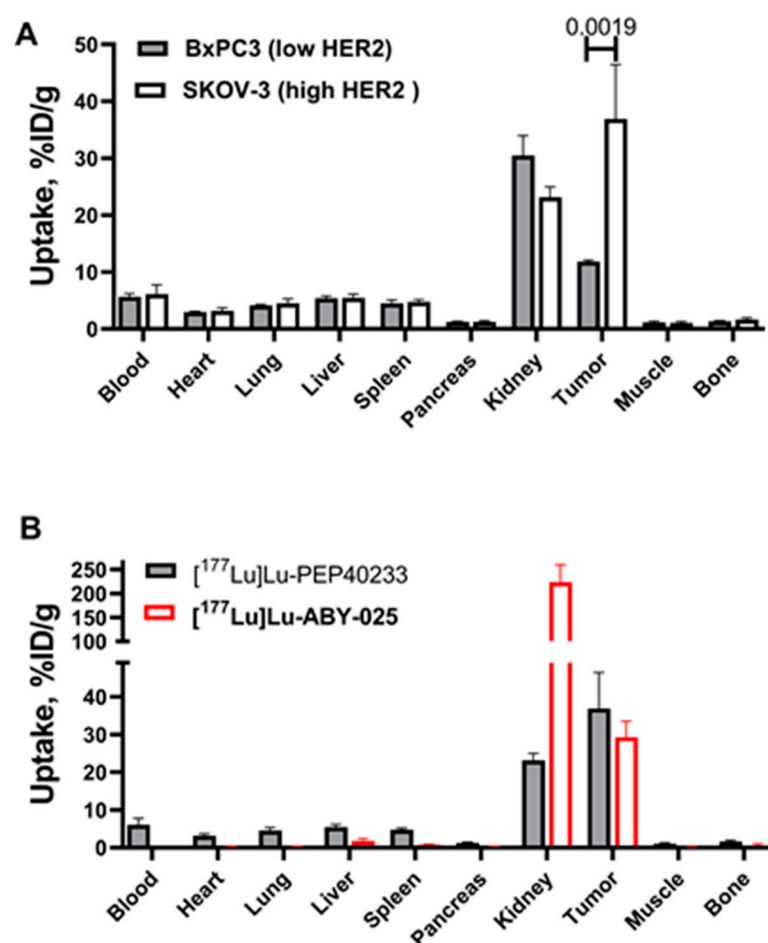 A
0.0019
BxPC3 (low HER2)
SKOV-3 (high HER2 )
Uptake, %ID/g
50
40
30
20
10
0
Blood
Heart
Lung
Liver
Spleen
Pancreas
Kidney
Tumor
Muscle
Bone
B
[177Lu]Lu-PEP40233
[177Lu]Lu-ABY-025
Uptake, %ID/g
250
200
150
100
40
30
20
10
0
Blood
Heart
Lung
Liver
Spleen
Pancreas
Kidney
Tumor
Muscle
Bone